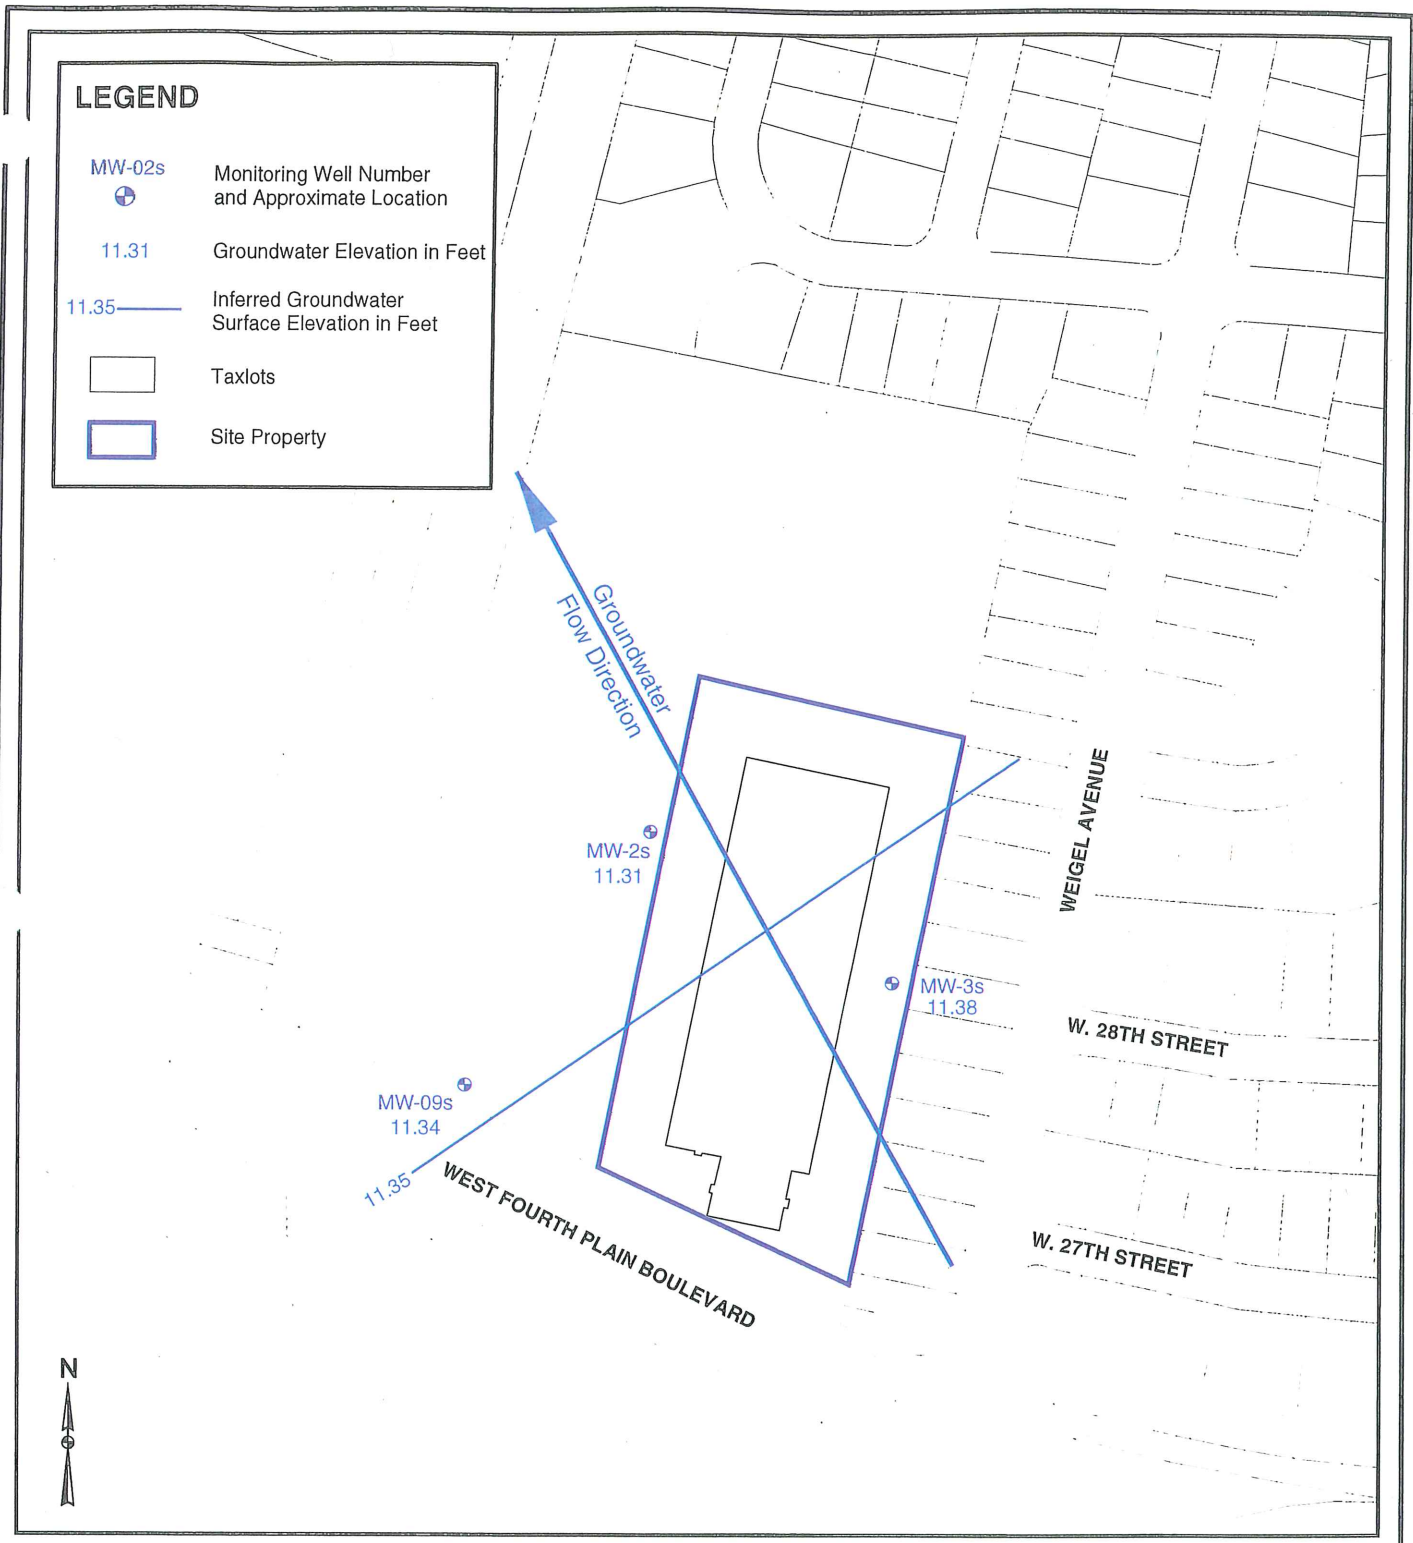 LEGEND
MW-02s
Monitoring Well Number
and Approximate Location
11.31
Groundwater Elevation in Feet
11.35
Inferred Groundwater
Surface Elevation in Feet
Taxlots
Site Property
Groundwater
Flow Direction
MW-2s
11.31
WEIGEL AVENUE
MW-3s
11.38
W. 28TH STREET
MW-09s
11.34
11.35
WEST FOURTH PLAIN BOULEVARD
W. 27TH STREET
N